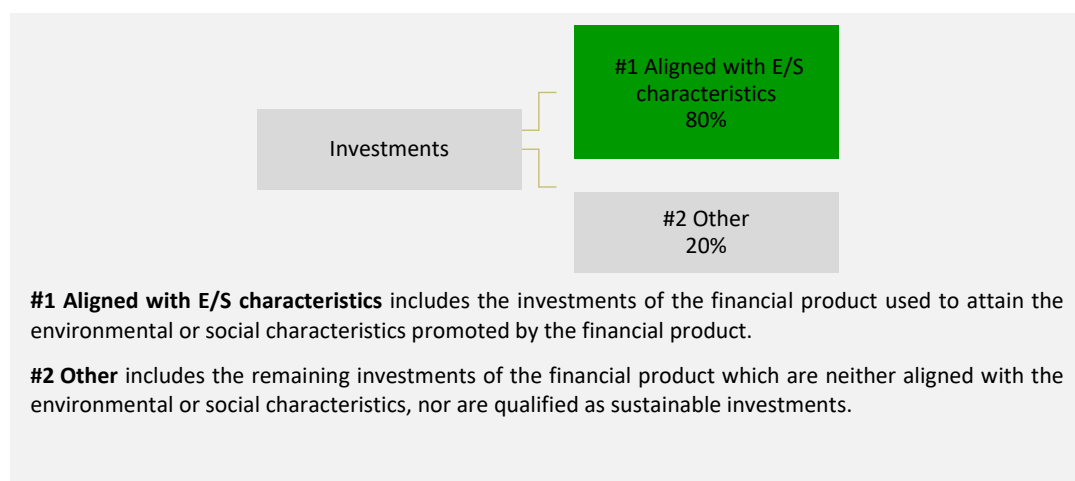 #1 Aligned with E/S
characteristics
80%
Investments
#2 Other
20%
#1 Aligned with E/S characteristics includes the investments of the financial product used to attain the
environmental or social characteristics promoted by the financial product.
#2 Other includes the remaining investments of the financial product which are neither aligned with the
environmental or social characteristics, nor are qualified as sustainable investments.